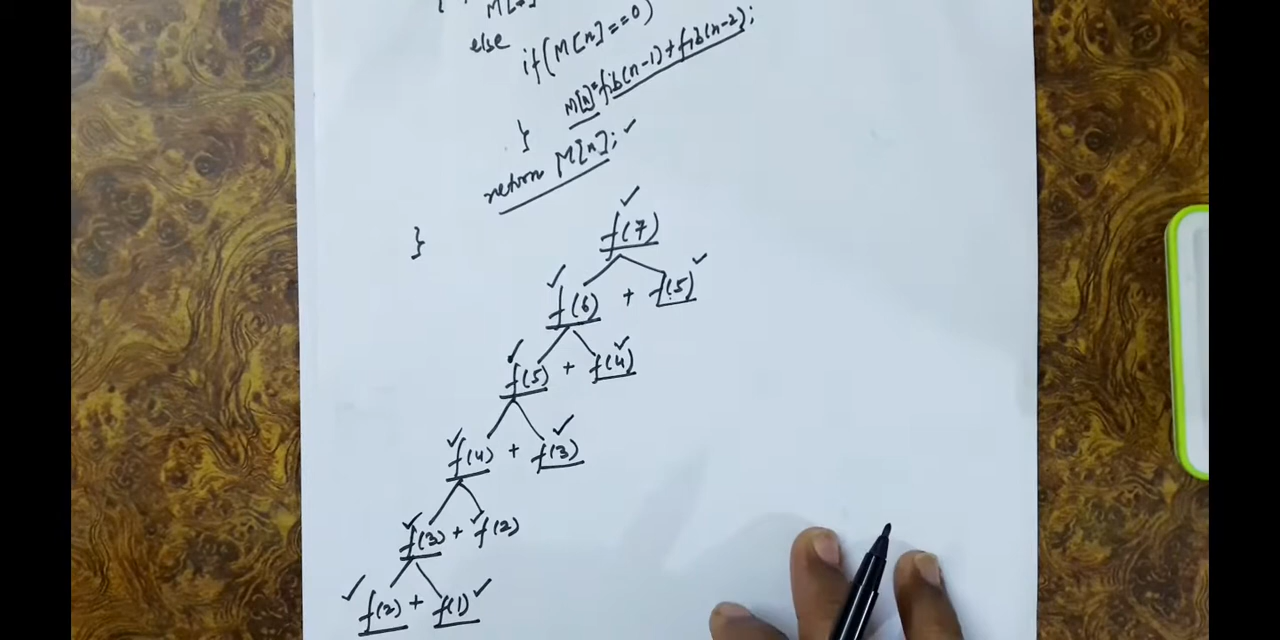 } M[n]
else
if(M[n]==0)
M[n]=fib(n-1)+fib(n-2);
}
return M[n];
}
f(7)
f(6) + f(5)
f(5) + f(4)
f(4) + f(3)
f(3) + f(2)
f(2) + f(1)